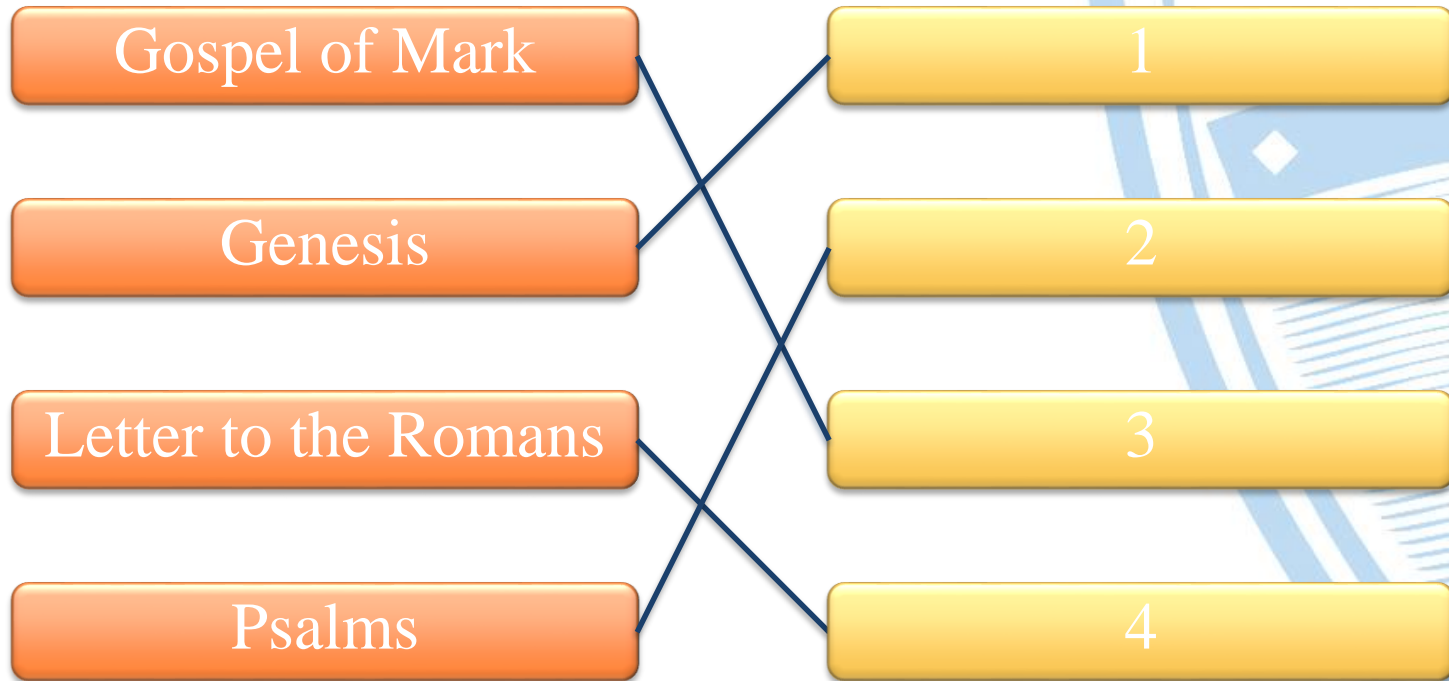 Gospel of Mark
1
Genesis
2
Letter to the Romans
3
Psalms
4